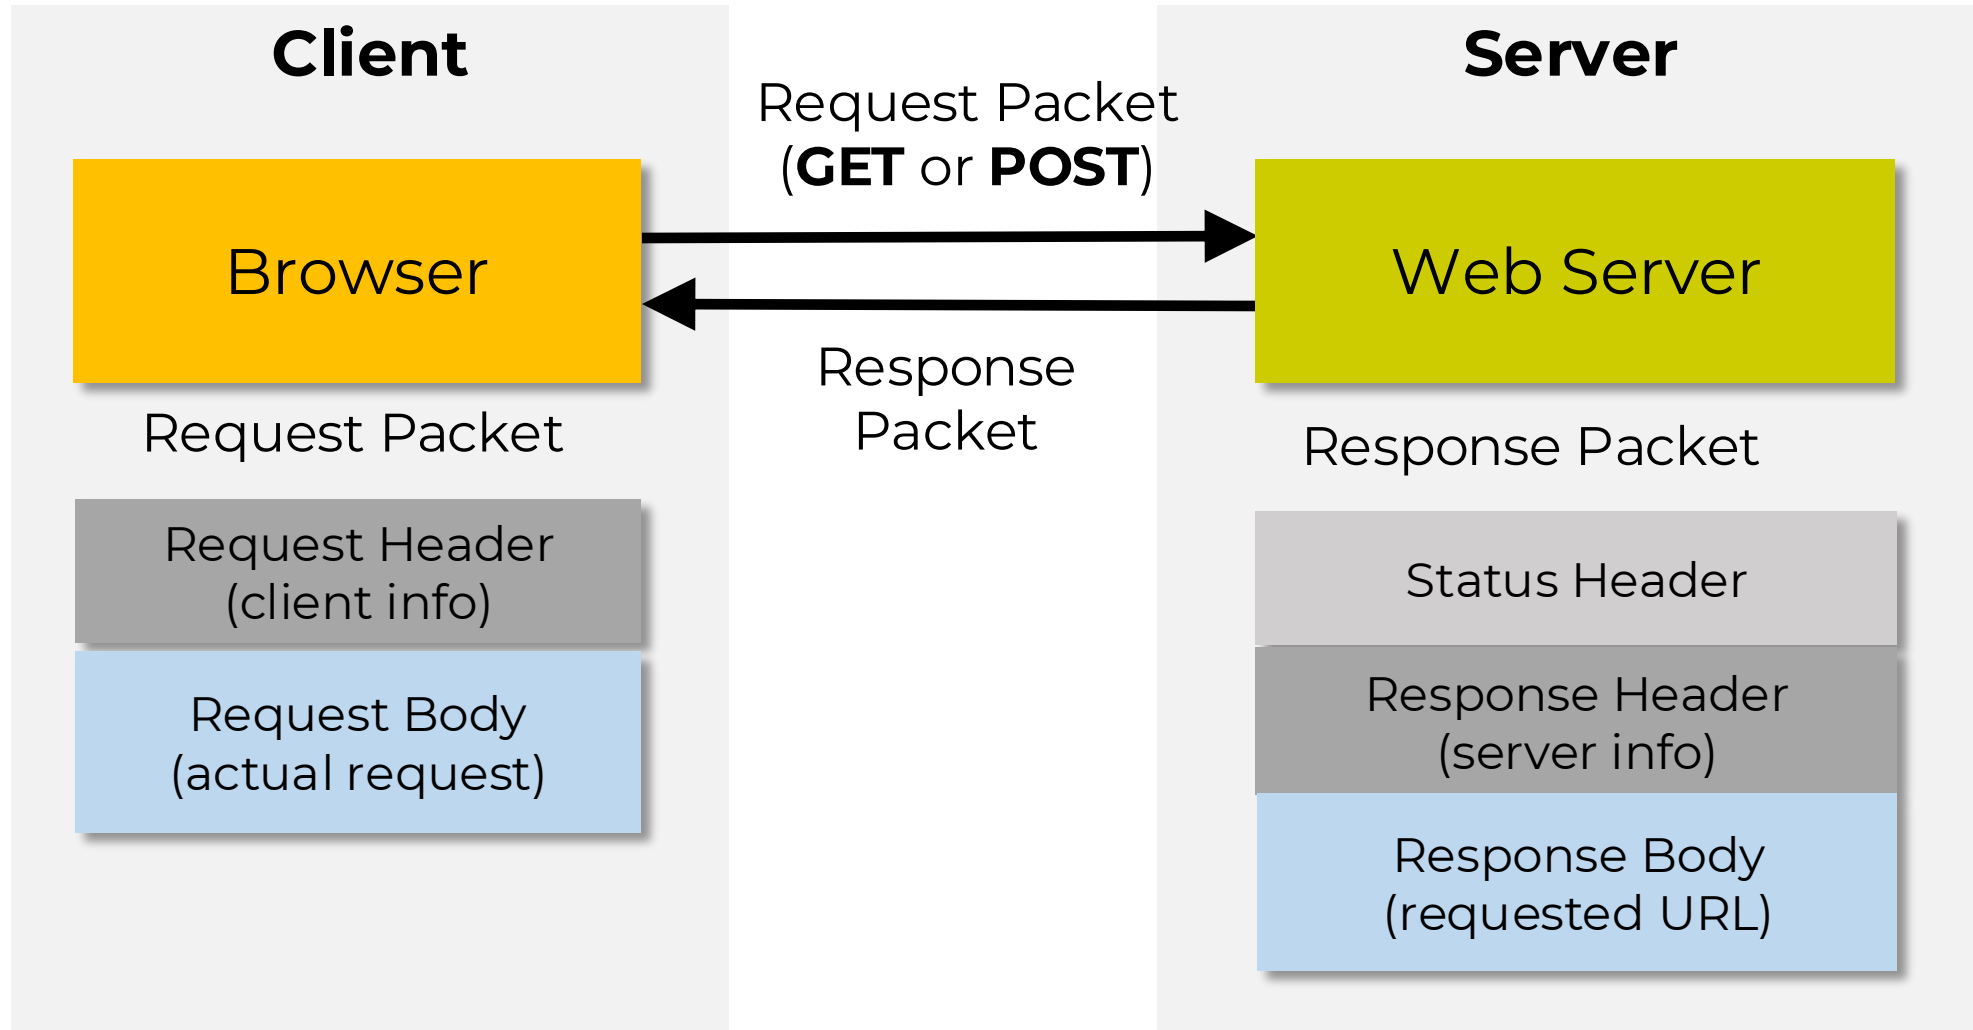 Client
Browser
Request Packet
Request Header
(client info)
Request Body
(actual request)
Request Packet
(GET or POST)
Response
Packet
Server
Web Server
Response Packet
Status Header
Response Header
(server info)
Response Body
(requested URL)